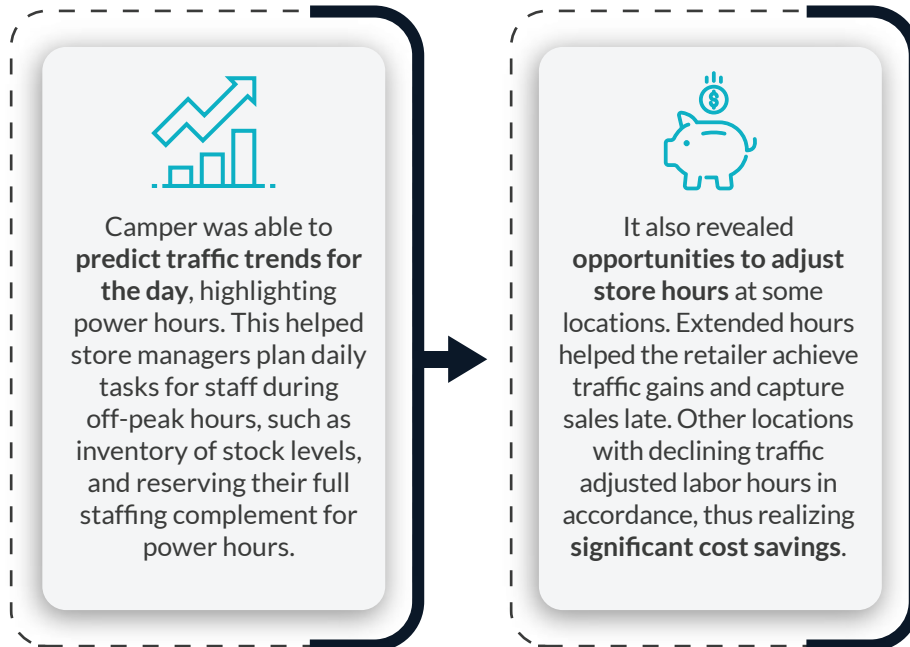 Camper was able to
predict traffic trends for
the day, highlighting
power hours. This helped
store managers plan daily
tasks for staff during
off-peak hours, such as
inventory of stock levels,
and reserving their full
staffing complement for
power hours.
$
It also revealed
opportunities to adjust
store hours at some
locations. Extended hours
helped the retailer achieve
traffic gains and capture
sales late. Other locations
with declining traffic
adjusted labor hours in
accordance, thus realizing
significant cost savings.